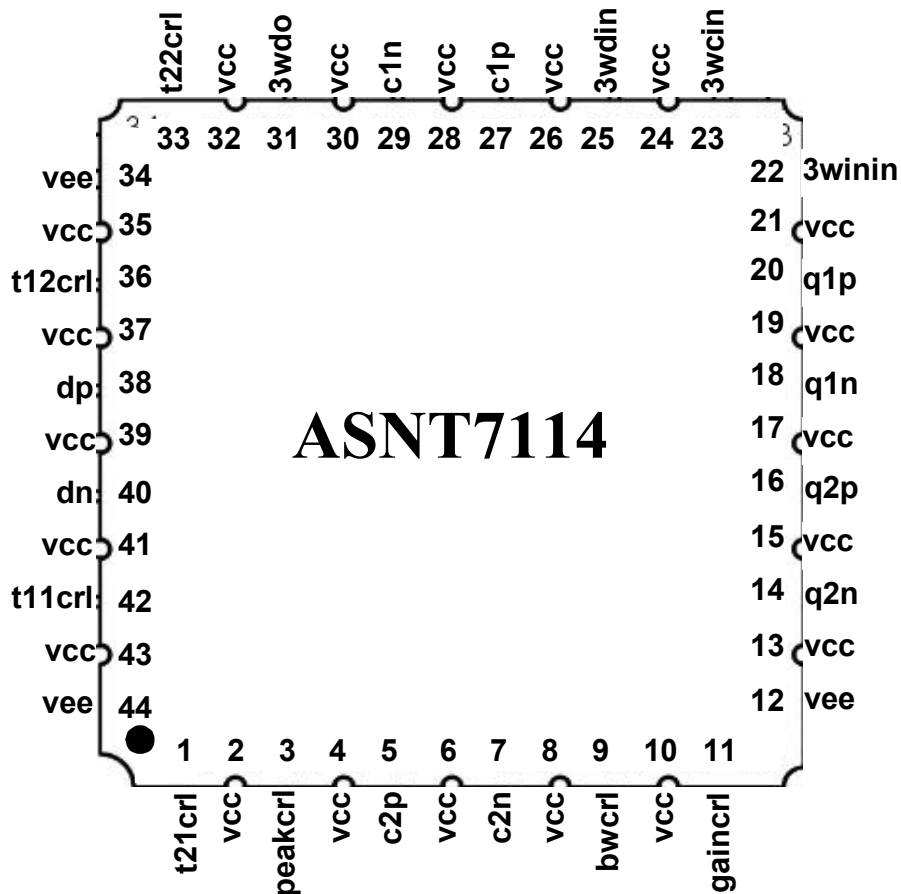 t22crl vcc 3wdo vcc c1n vcc c1p vcc 3wdin vcc 3wcin
33 32 31 30 29 28 27 26 25 24 23
vee 34 22 3winin
vcc 35 21 vcc
t12crl 36 20 q1p
vcc 37 19 vcc
dp 38 18 q1n
vcc 39 17 vcc
ASNT7114
dn 40 16 q2p
vcc 41 15 vcc
t11crl 42 14 q2n
vcc 43 13 vcc
vee 44 12 vee
1 2 3 4 5 6 7 8 9 10 11
t21crl vcc peakcrl vcc c2p vcc c2n vcc bwcrl vcc gaincrl